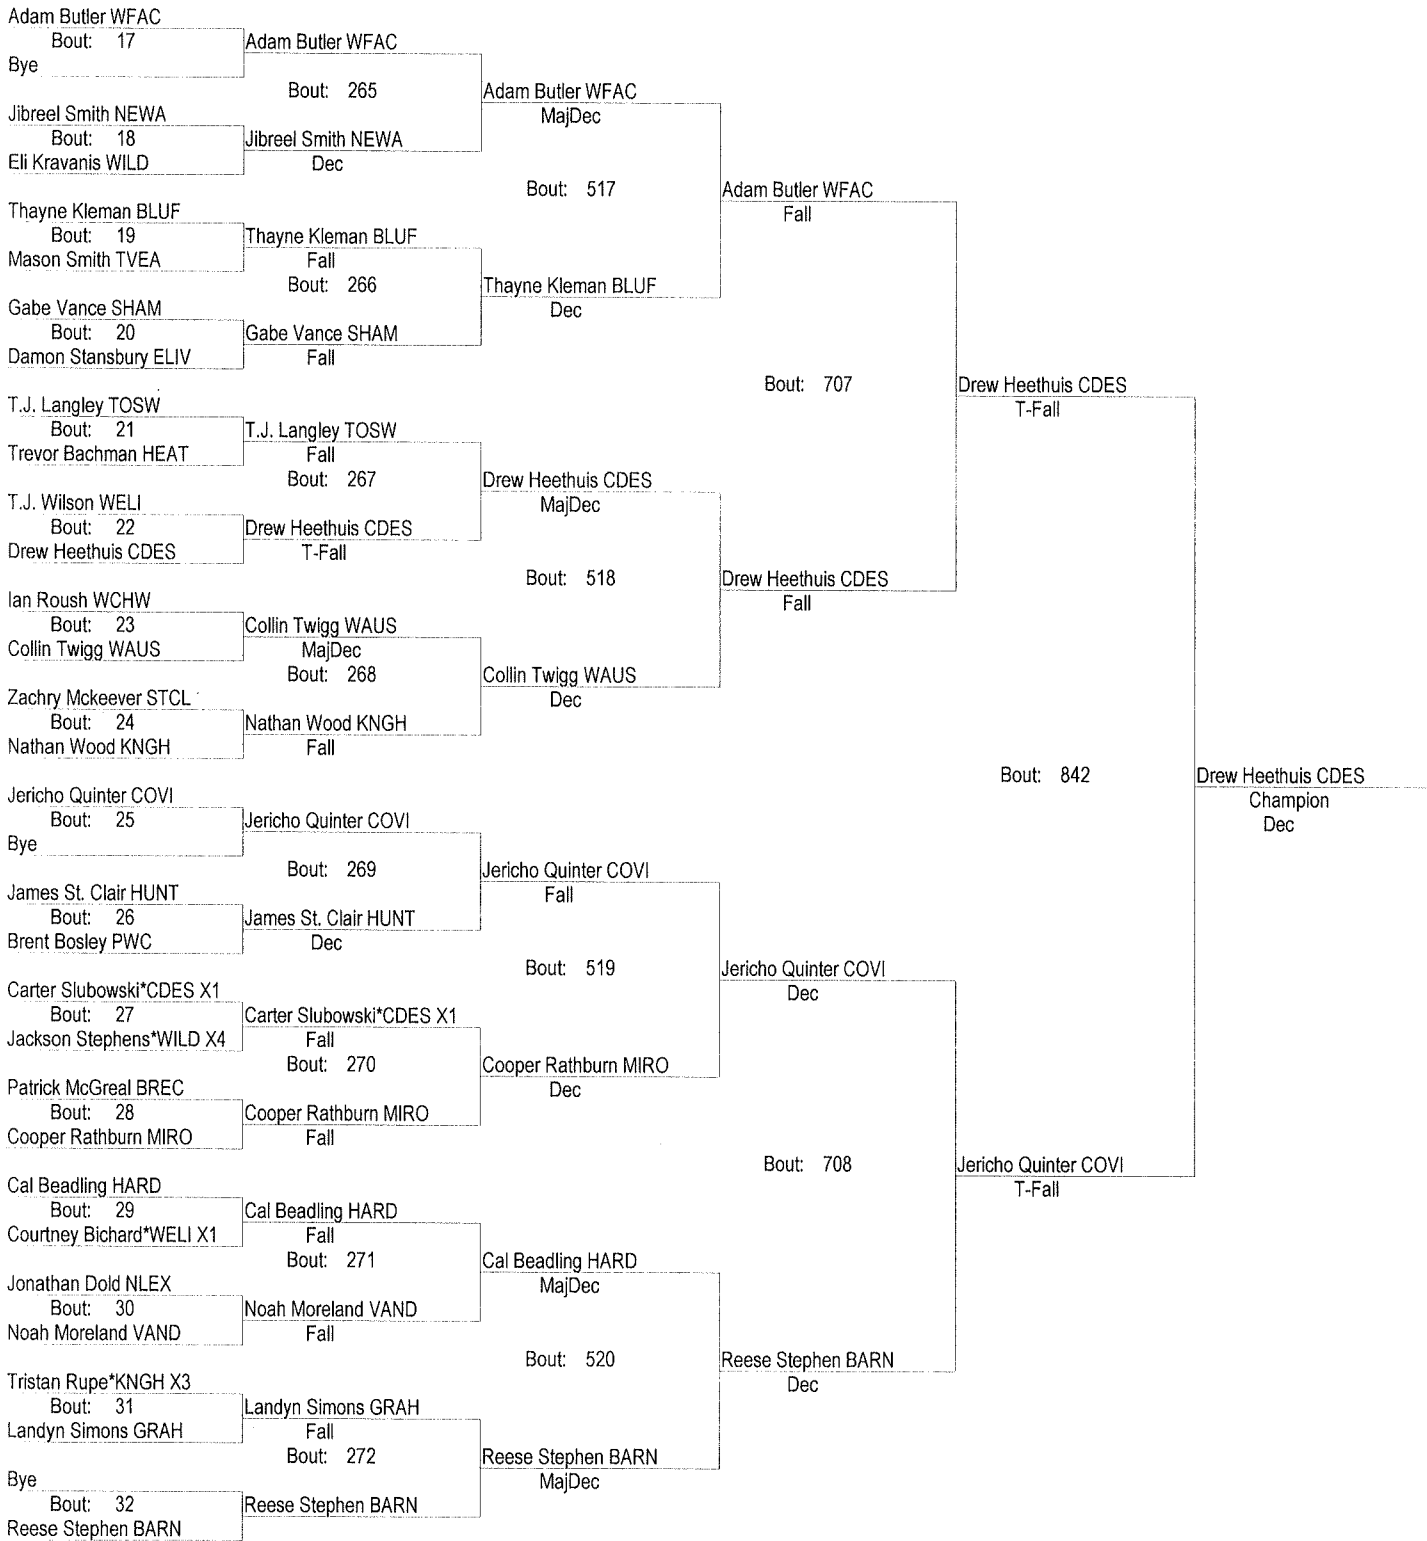 Adam Butler WFAC
Bout: 17
Bye
Adam Butler WFAC
Bout: 265
Jibreel Smith NEWA
Bout: 18
Eli Kravanis WILD
Jibreel Smith NEWA
Dec
Adam Butler WFAC
MajDec
Bout: 517
Thayne Kleman BLUF
Bout: 19
Mason Smith TVEA
Thayne Kleman BLUF
Fall
Bout: 266
Gabe Vance SHAM
Bout: 20
Damon Stansbury ELIV
Gabe Vance SHAM
Fall
Thayne Kleman BLUF
Dec
Adam Butler WFAC
Fall
Bout: 707
T.J. Langley TOSW
Bout: 21
Trevor Bachman HEAT
T.J. Langley TOSW
Fall
Bout: 267
T.J. Wilson WELI
Bout: 22
Drew Heethuis CDES
Drew Heethuis CDES
T-Fall
Drew Heethuis CDES
MajDec
Bout: 518
Ian Roush WCHW
Bout: 23
Collin Twigg WAUS
Collin Twigg WAUS
MajDec
Bout: 268
Zachry Mckeever STCL
Bout: 24
Nathan Wood KNGH
Nathan Wood KNGH
Fall
Collin Twigg WAUS
Dec
Drew Heethuis CDES
Fall
Drew Heethuis CDES
T-Fall
Bout: 842
Drew Heethuis CDES
Champion
Dec
Jericho Quinter COVI
Bout: 25
Bye
Jericho Quinter COVI
Bout: 269
James St. Clair HUNT
Bout: 26
Brent Bosley PWC
James St. Clair HUNT
Dec
Jericho Quinter COVI
Fall
Bout: 519
Carter Slubowski*CDES X1
Bout: 27
Jackson Stephens*WILD X4
Carter Slubowski*CDES X1
Fall
Bout: 270
Patrick McGreal BREC
Bout: 28
Cooper Rathburn MIRO
Cooper Rathburn MIRO
Fall
Cooper Rathburn MIRO
Dec
Jericho Quinter COVI
Dec
Bout: 708
Jericho Quinter COVI
T-Fall
Cal Beadling HARD
Bout: 29
Courtney Bichard*WELI X1
Cal Beadling HARD
Fall
Bout: 271
Jonathan Dold NLEX
Bout: 30
Noah Moreland VAND
Noah Moreland VAND
Fall
Cal Beadling HARD
MajDec
Bout: 520
Reese Stephen BARN
Dec
Tristan Rupe*KNGH X3
Bout: 31
Landyn Simons GRAH
Landyn Simons GRAH
Fall
Bout: 272
Reese Stephen BARN
MajDec
Bye
Bout: 32
Reese Stephen BARN
Reese Stephen BARN